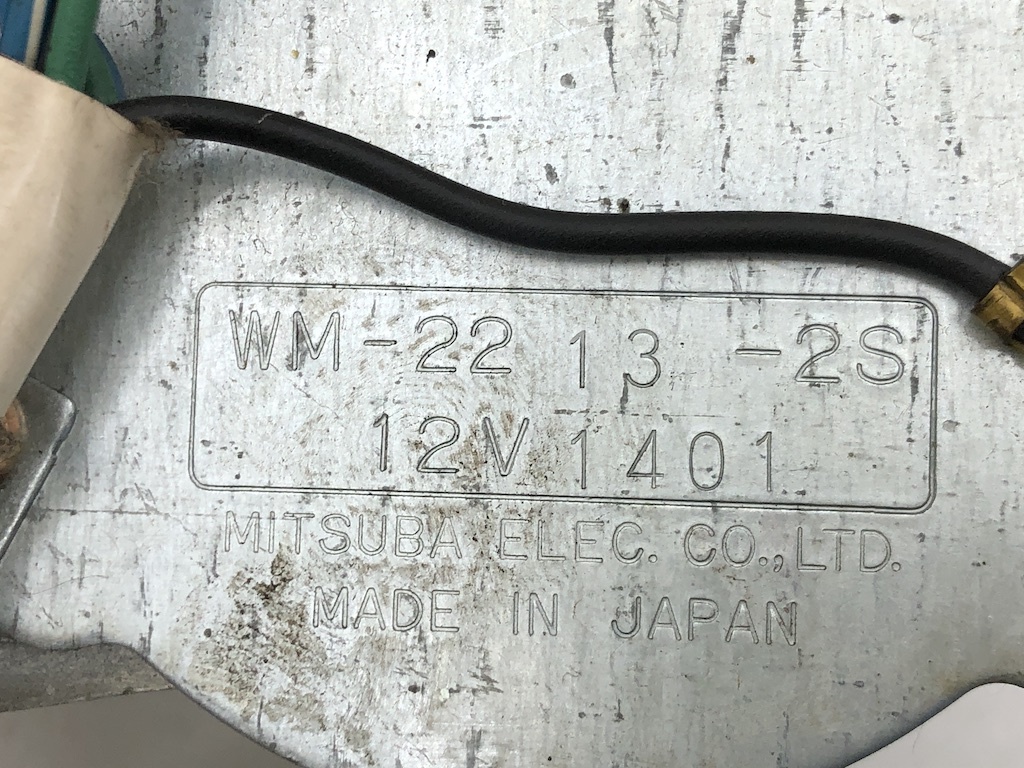 WM-22 13 -2S
12V 1401
MITSUBA ELEC. CO.,LTD.
MADE IN JAPAN